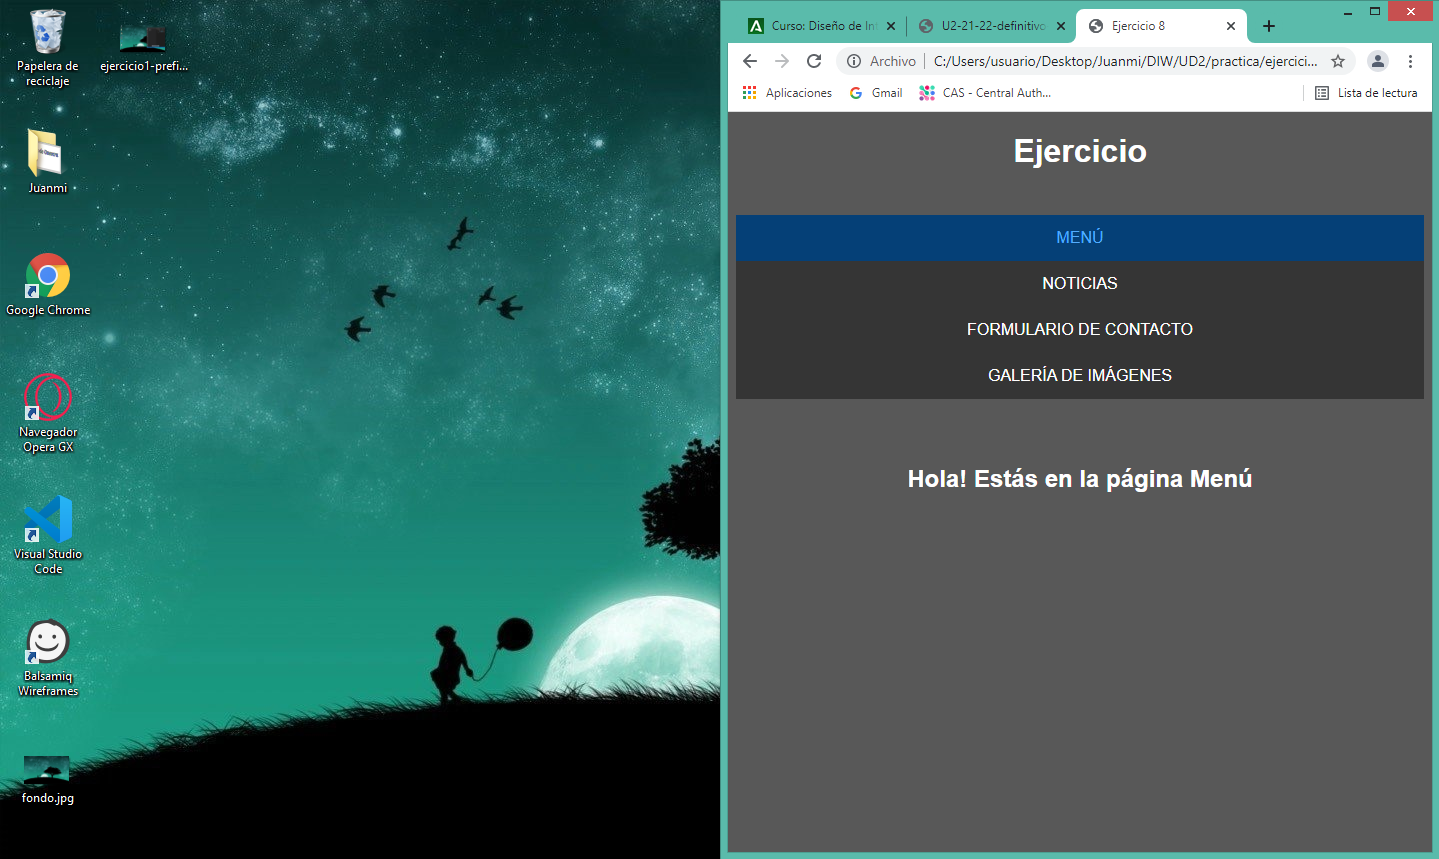 Papelera de
reciclaje
ejercicio1-prefi...
Juanmi
Google Chrome
Navegador
Opera GX
Visual Studio
Code
Balsamiq
Wireframes
fondo.jpg
Curso: Diseño de Int
U2-21-22-definitivo
Ejercicio 8
Archivo
C:/Users/usuario/Desktop/Juanmi/DIW/UD2/practica/ejercici...
Aplicaciones
Gmail
CAS - Central Auth...
Lista de lectura
Ejercicio
MENÚ
NOTICIAS
FORMULARIO DE CONTACTO
GALERÍA DE IMÁGENES
Hola! Estás en la página Menú